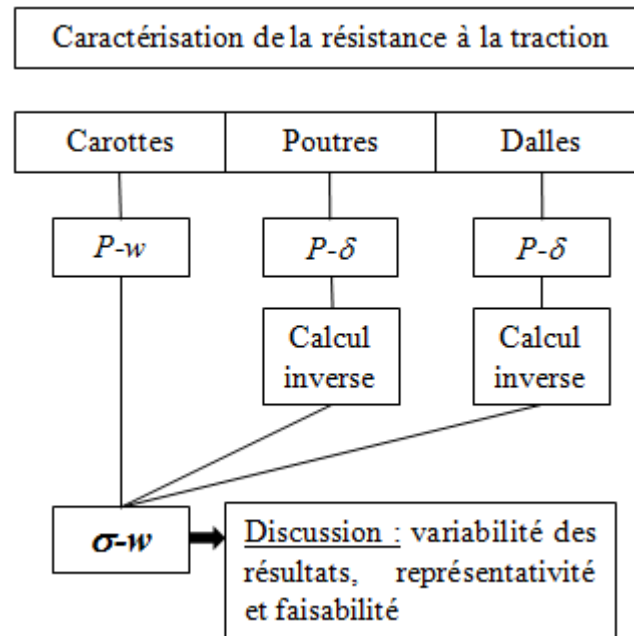 Caractérisation de la résistance à la traction
Carottes Poutres Dalles
P-w P-δ P-δ
Calcul Calcul
inverse inverse
σ-w
Discussion : variabilité des
résultats, représentativité
et faisabilité